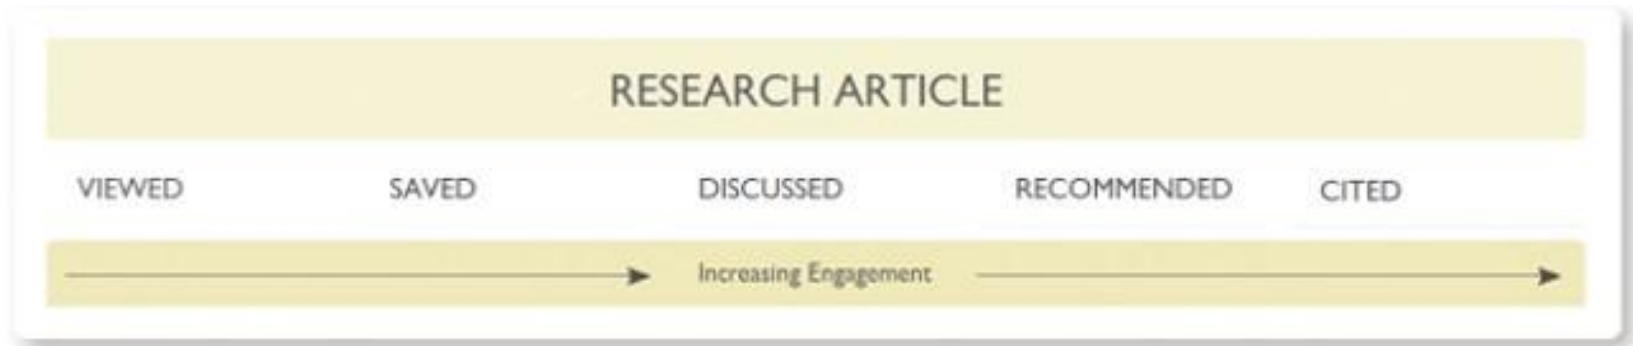 RESEARCH ARTICLE
VIEWED SAVED DISCUSSED RECOMMENDED CITED
Increasing Engagement